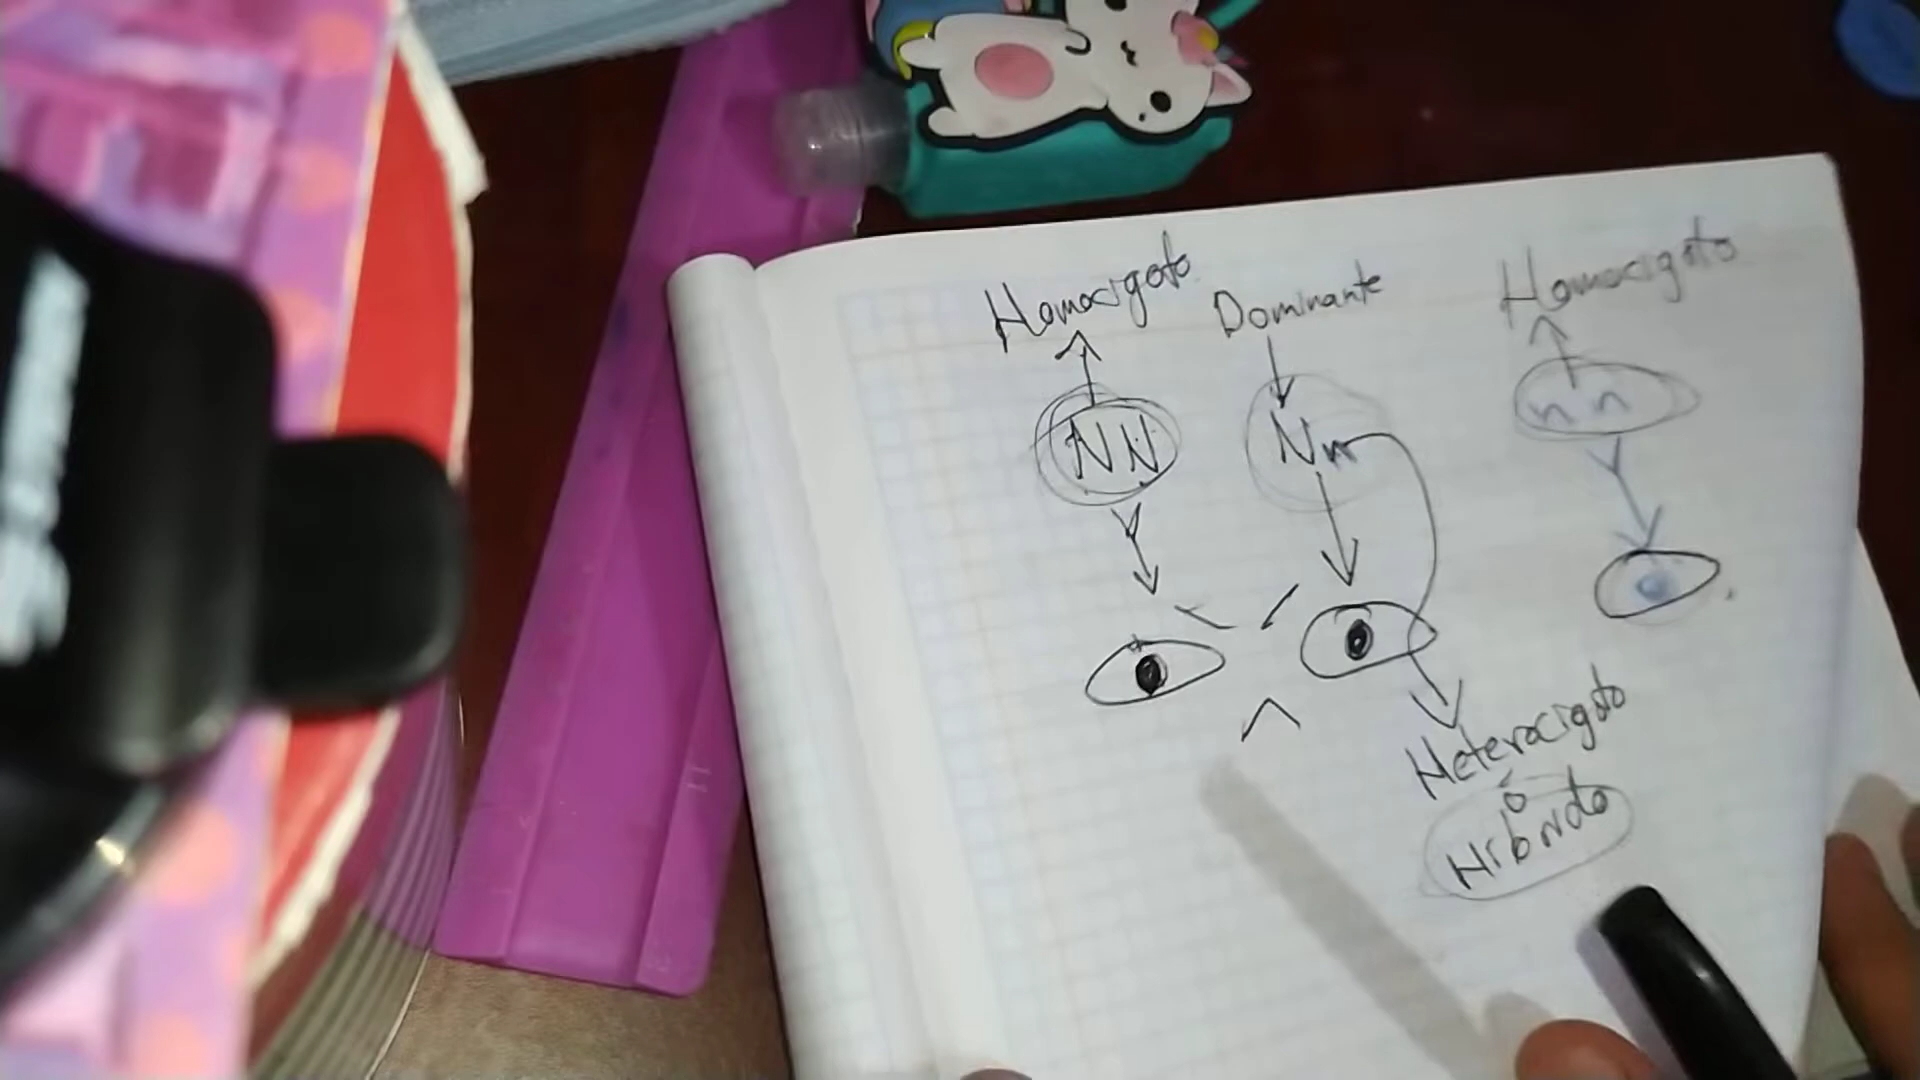 Homocigoto Dominante Homocigoto
NN Nn nn
Heterocigoto
ó
Híbrido